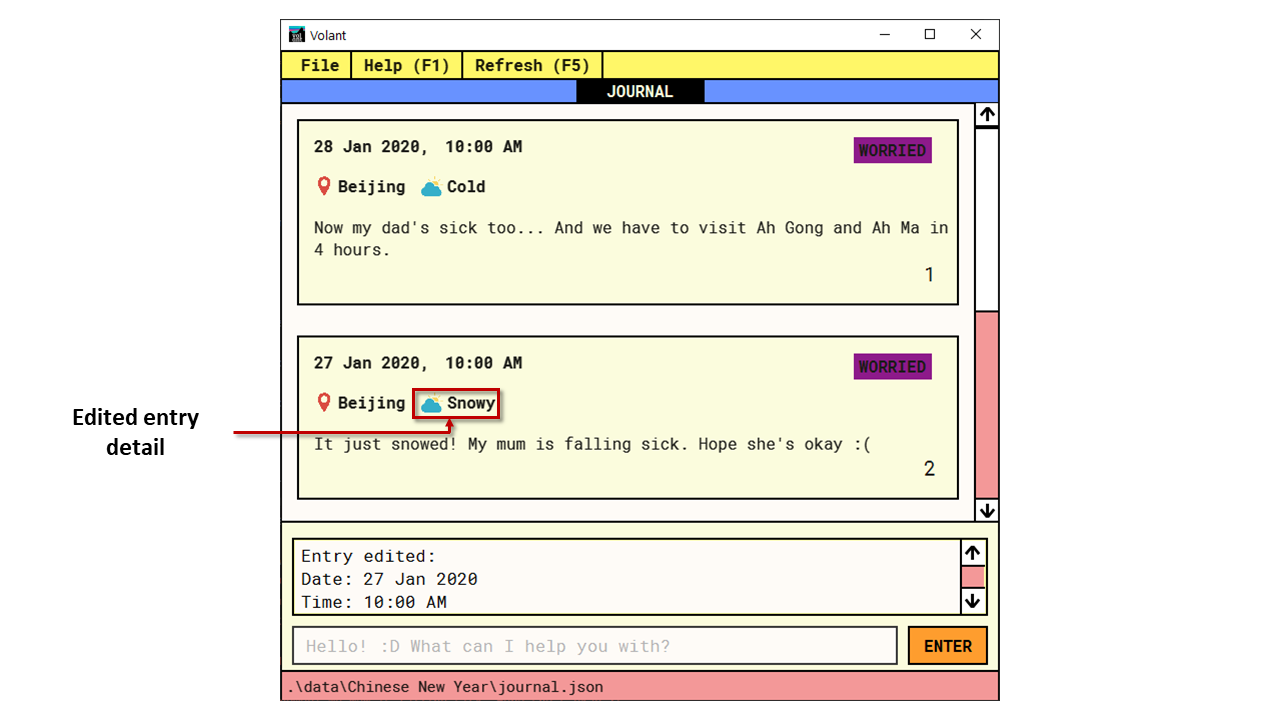 Volant
File Help (F1) Refresh (F5)
JOURNAL
28 Jan 2020, 10:00 AM
WORRIED
Beijing Cold
Now my dad's sick too... And we have to visit Ah Gong and Ah Ma in
4 hours.
1
27 Jan 2020, 10:00 AM
WORRIED
Beijing Snowy
Edited entry
detail
It just snowed! My mum is falling sick. Hope she's okay :(
2
Entry edited:
Date: 27 Jan 2020
Time: 10:00 AM
Hello! :D What can I help you with?
ENTER
.\data\Chinese New Year\journal.json